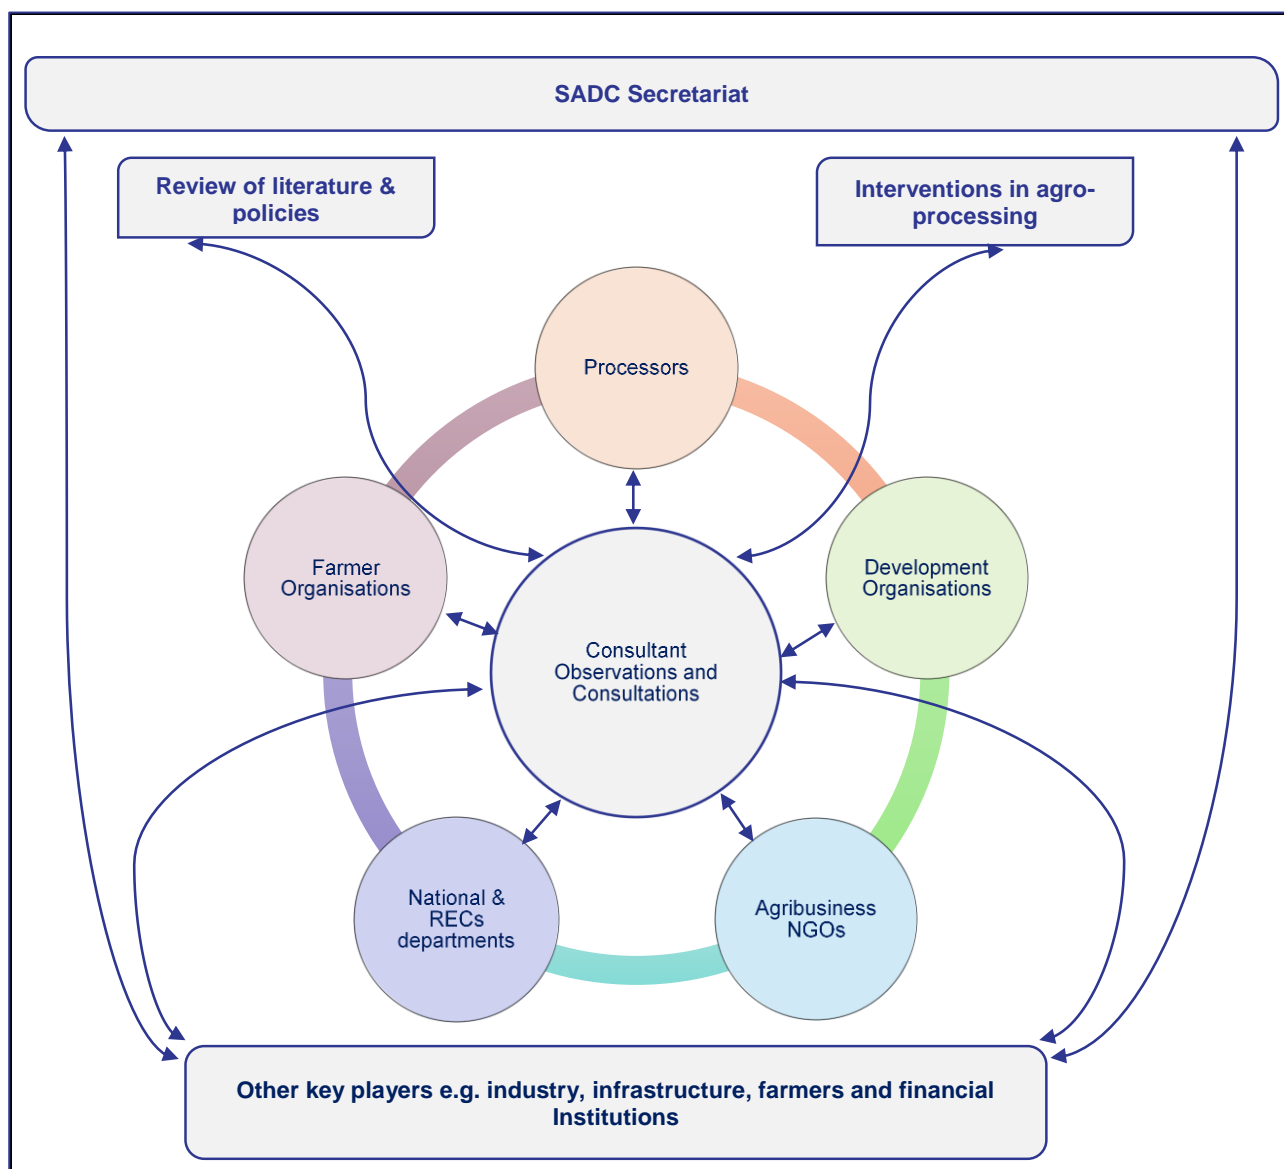 SADC Secretariat
Review of literature &
policies
Interventions in agro-
processing
Processors
Farmer
Organisations
Development
Organisations
Consultant
Observations and
Consultations
National &
RECs
departments
Agribusiness
NGOs
Other key players e.g. industry, infrastructure, farmers and financial
Institutions